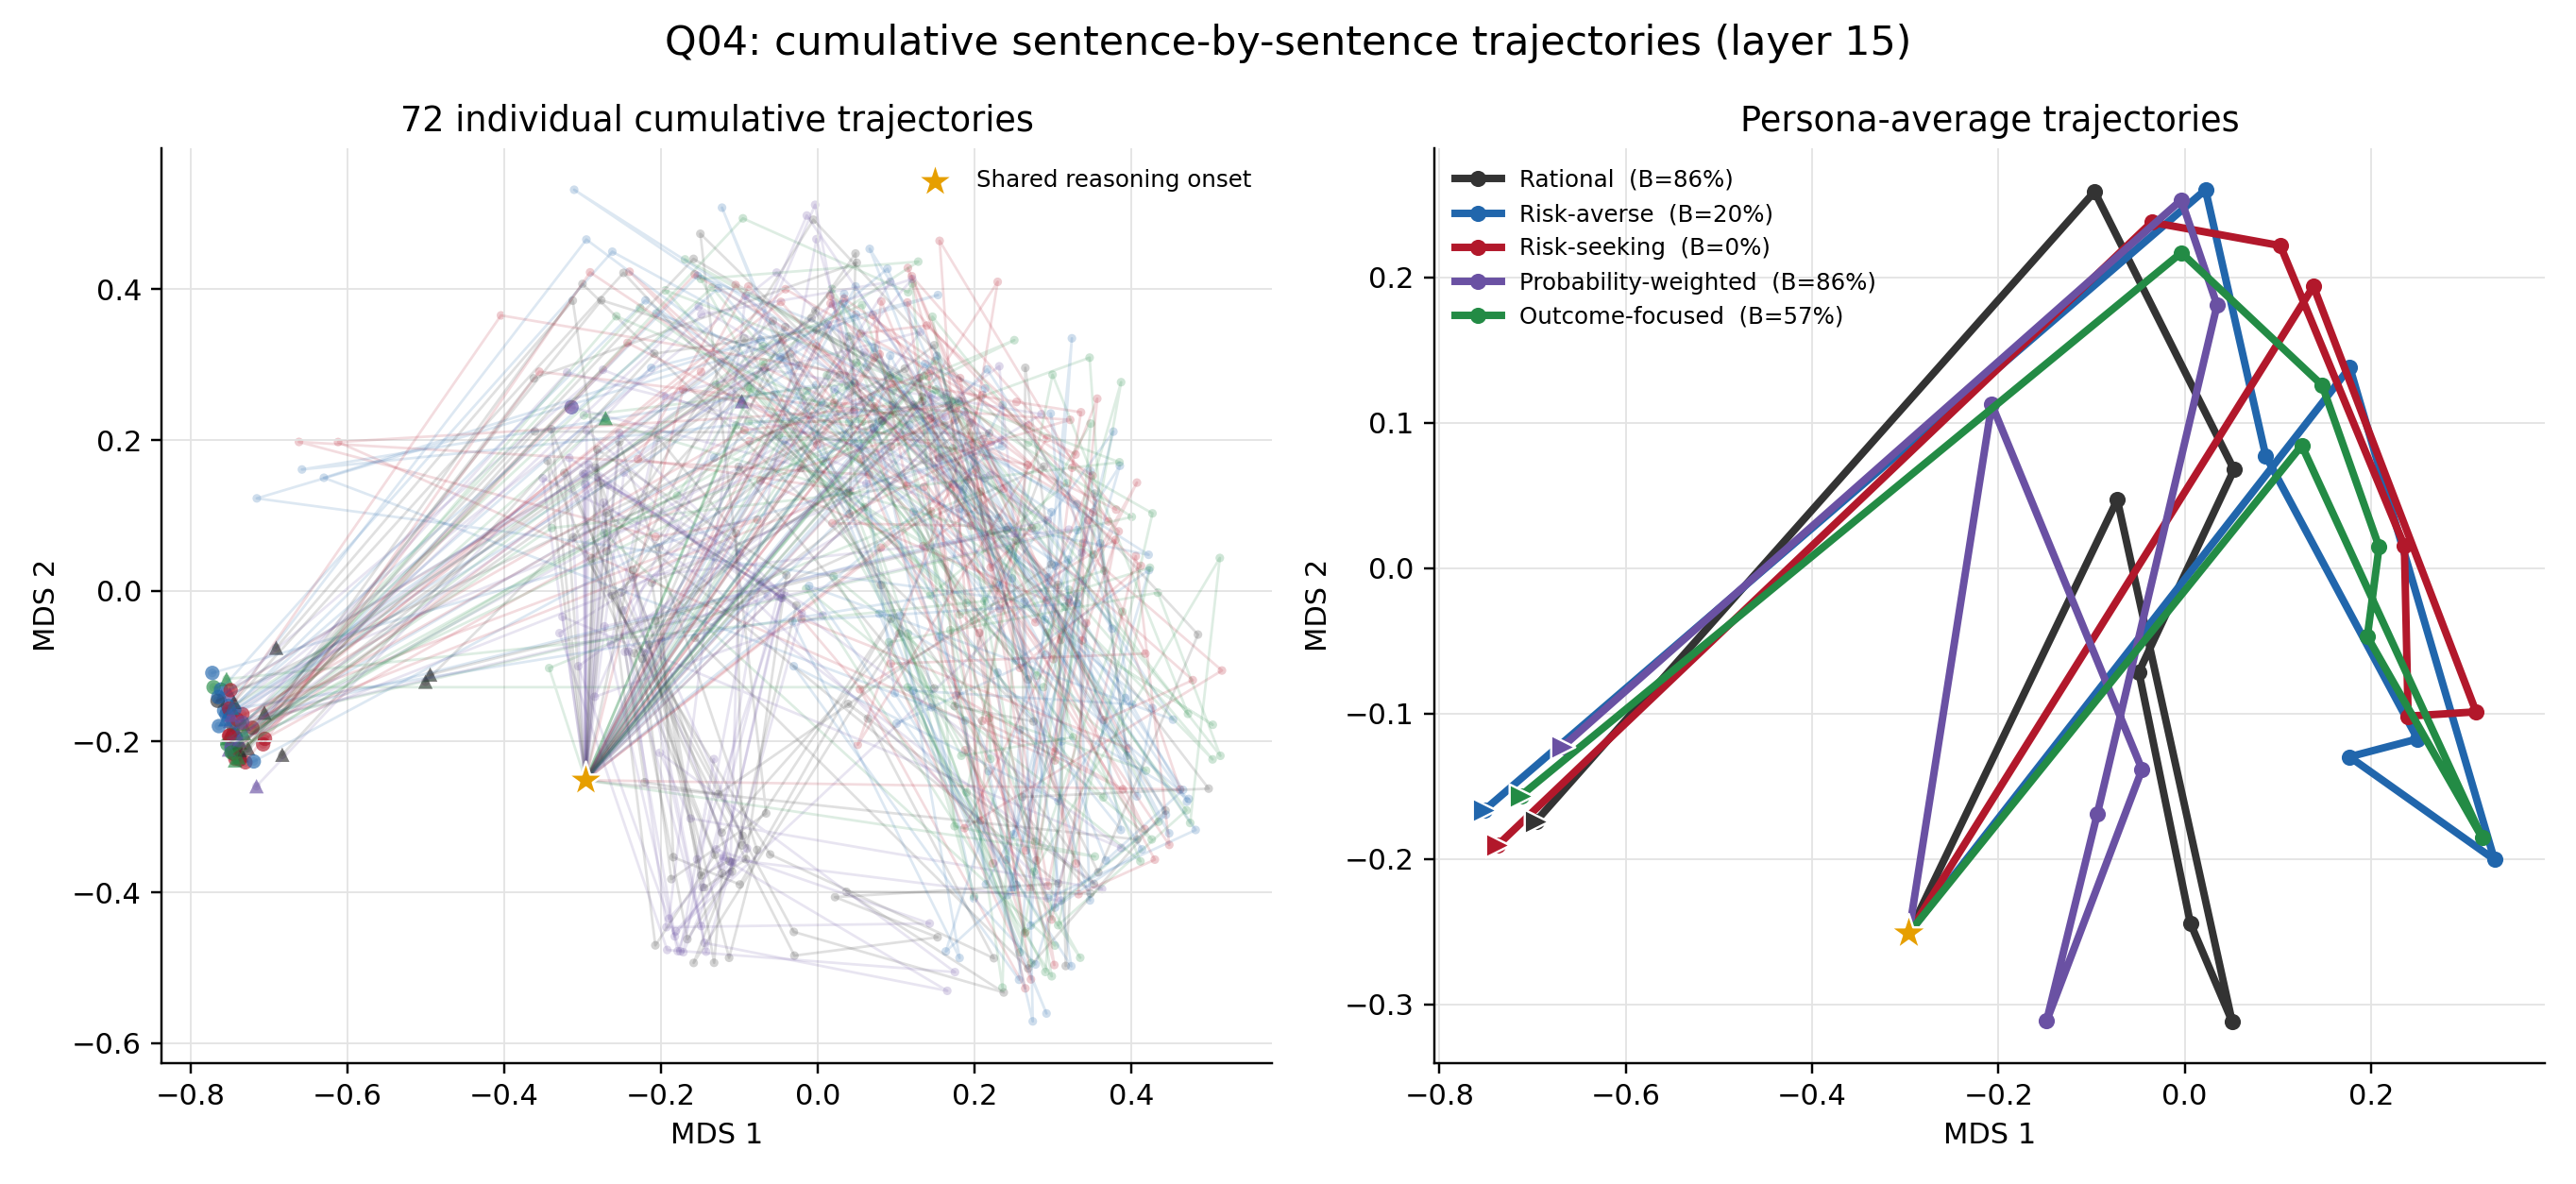 Q04: cumulative sentence-by-sentence trajectories (layer 15)
72 individual cumulative trajectories
Shared reasoning onset
MDS 2
0.4
0.2
0.0
−0.2
−0.4
−0.6
−0.8
−0.6
−0.4
−0.2
0.0
0.2
0.4
MDS 1
Persona-average trajectories
Rational (B=86%)
Risk-averse (B=20%)
Risk-seeking (B=0%)
Probability-weighted (B=86%)
Outcome-focused (B=57%)
MDS 2
0.2
0.1
0.0
−0.1
−0.2
−0.3
−0.8
−0.6
−0.4
−0.2
0.0
0.2
MDS 1